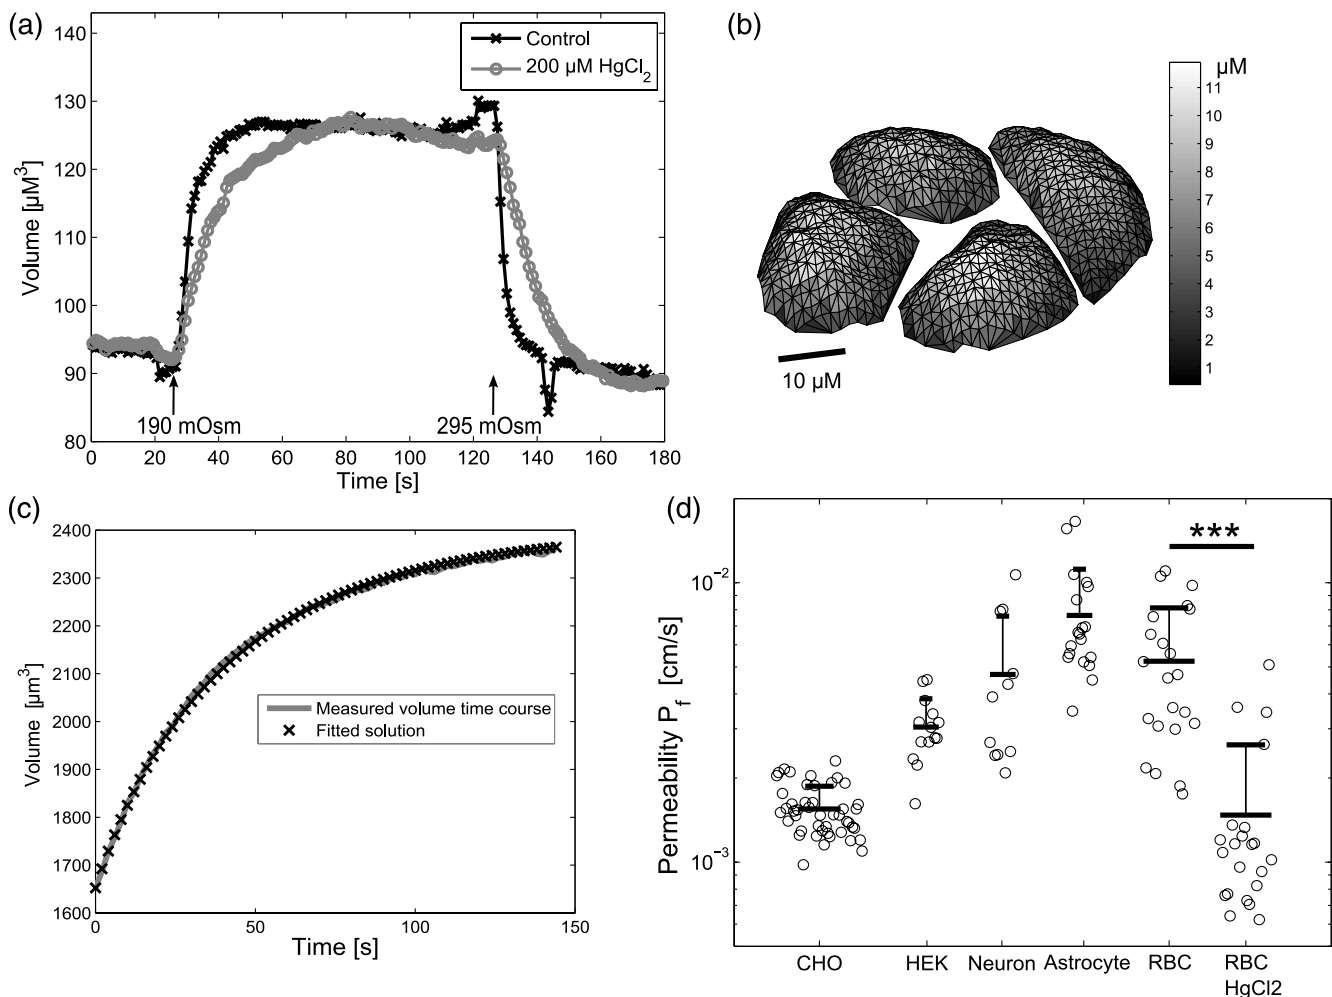 (a)
140
130
120
110
100
90
80
Volume [µM³]
Control
200 µM HgCl₂
190 mOsm
295 mOsm
0 20 40 60 80 100 120 140 160 180
Time [s]
(b)
µM
11
10
9
8
7
6
5
4
3
2
1
10 µM
(c)
2400
2300
2200
2100
2000
1900
1800
1700
1600
Volume [µm³]
Measured volume time course
Fitted solution
0 50 100 150
Time [s]
(d)
***
10⁻²
10⁻³
Permeability P_f [cm/s]
CHO HEK Neuron Astrocyte RBC RBC
HgCl2